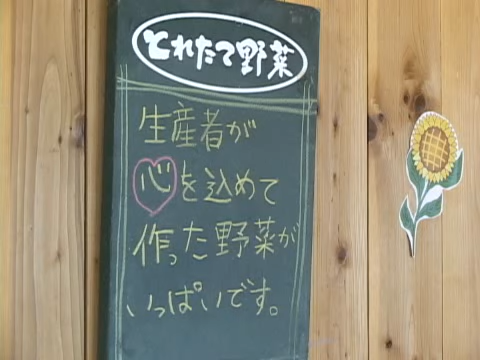 とれたて野菜
生産者が
心を込めて
作った野菜が
いっぱいです。